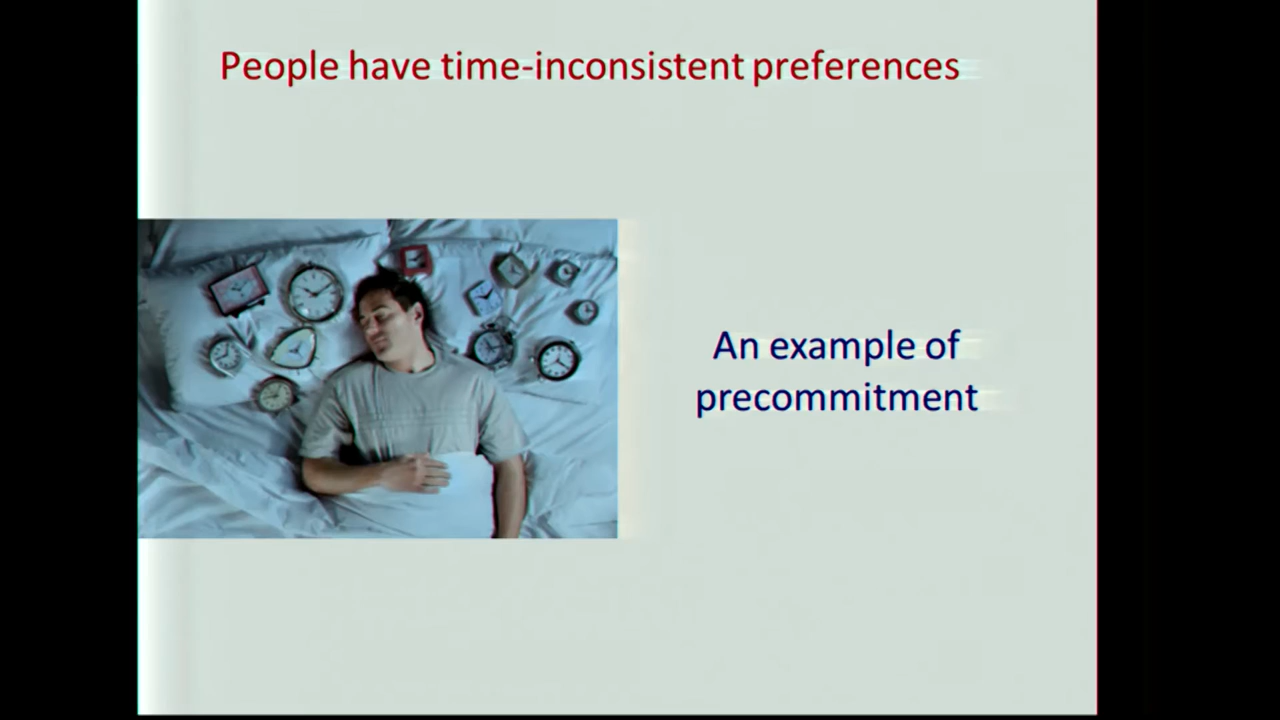 People have time-inconsistent preferences
An example of
precommitment